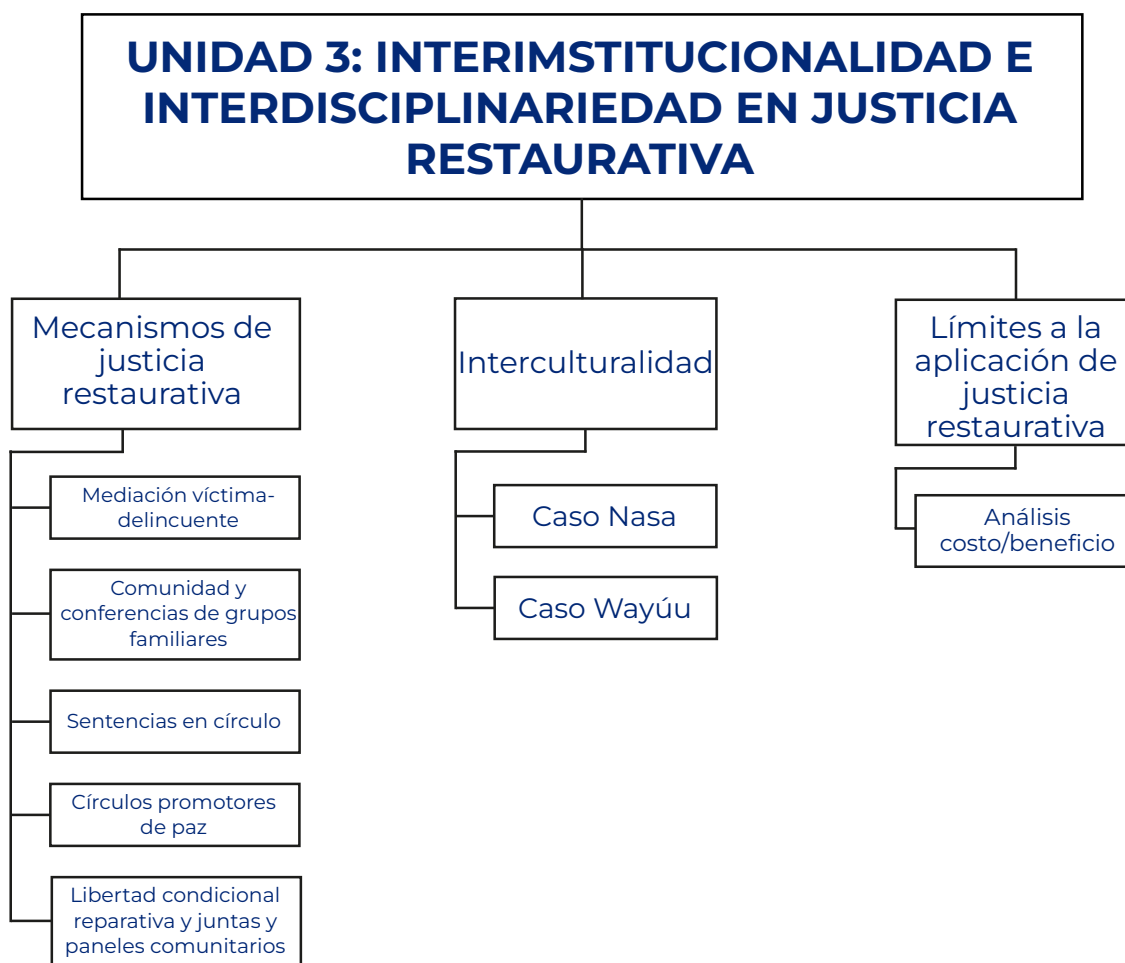 UNIDAD 3: INTERIMSTITUCIONALIDAD E
INTERDISCIPLINARIEDAD EN JUSTICIA
RESTAURATIVA
Mecanismos de
justicia
restaurativa
Mediación víctima-
delincuente
Comunidad y
conferencias de grupos
familiares
Sentencias en círculo
Círculos promotores
de paz
Libertad condicional
reparativa y juntas y
paneles comunitarios
Interculturalidad
Caso Nasa
Caso Wayúu
Límites a la
aplicación de
justicia
restaurativa
Análisis
costo/beneficio